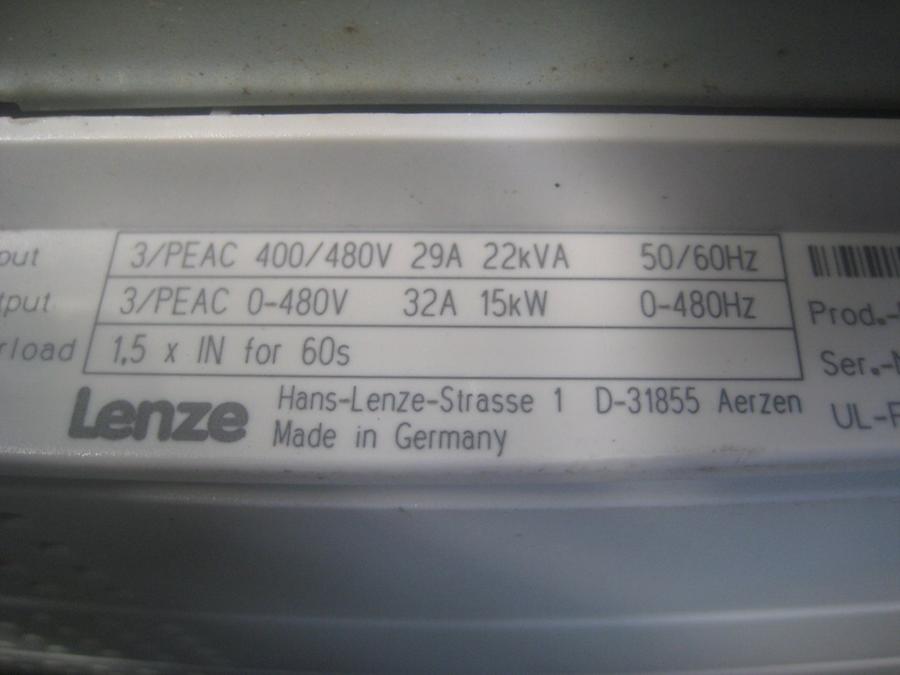 put 3/PEAC 400/480V 29A 22kVA 50/60Hz
tput 3/PEAC 0-480V 32A 15kW 0-480Hz
rload 1,5 x IN for 60s
Lenze Hans-Lenze-Strasse 1 D-31855 Aerzen
Made in Germany
Prod.-
Ser.-N
UL-F